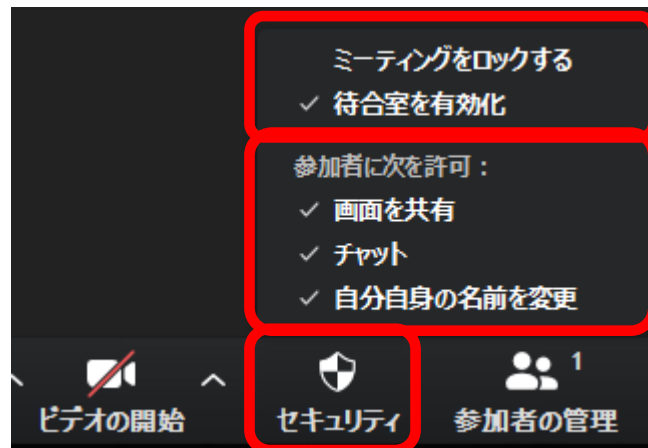 ミーティングをロックする
✓ 待合室を有効化
参加者に次を許可：
✓ 画面を共有
✓ チャット
✓ 自分自身の名前を変更
1
ビデオの開始
セキュリティ
参加者の管理